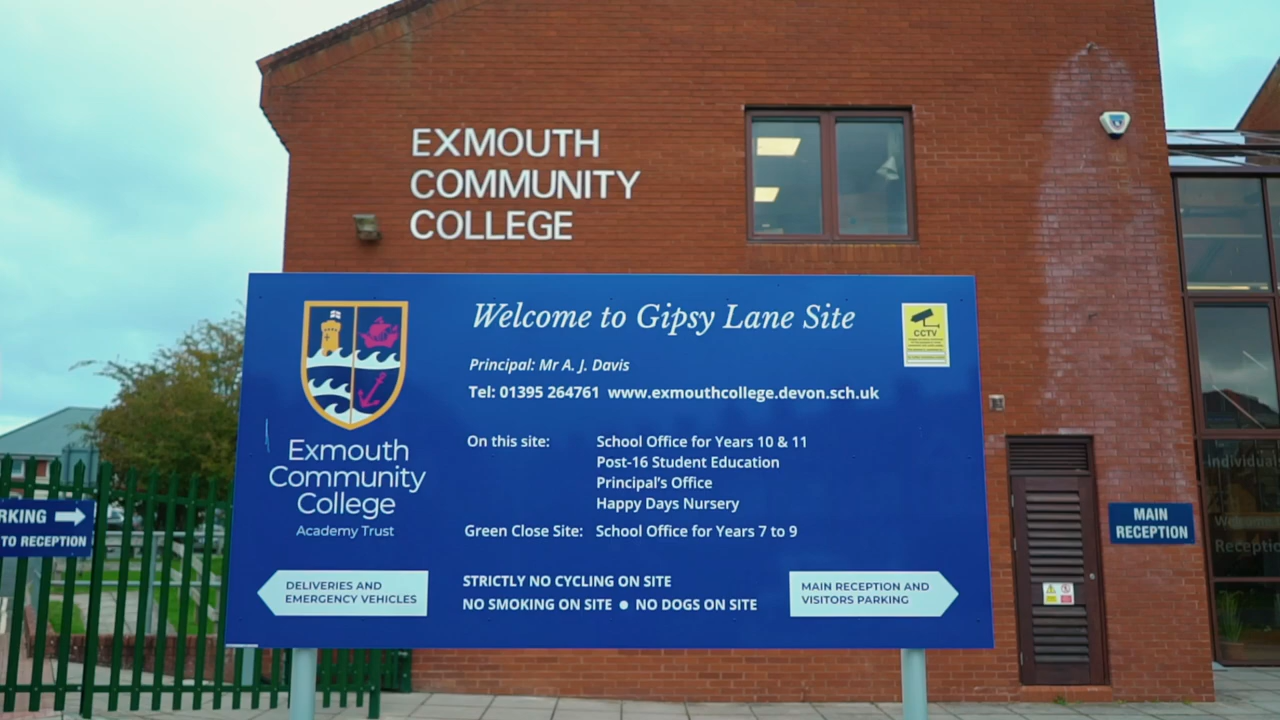 EXMOUTH
COMMUNITY
COLLEGE
Welcome to Gipsy Lane Site
CCTV
Principal: Mr A. J. Davis
Tel: 01395 264761 www.exmouthcollege.devon.sch.uk
Exmouth
Community
College
Academy Trust
On this site: School Office for Years 10 & 11
Post-16 Student Education
Principal's Office
Happy Days Nursery
Green Close Site: School Office for Years 7 to 9
DELIVERIES AND
EMERGENCY VEHICLES
STRICTLY NO CYCLING ON SITE
NO SMOKING ON SITE ● NO DOGS ON SITE
MAIN RECEPTION AND
VISITORS PARKING
RKING
TO RECEPTION
MAIN
RECEPTION
Individual
Receptio